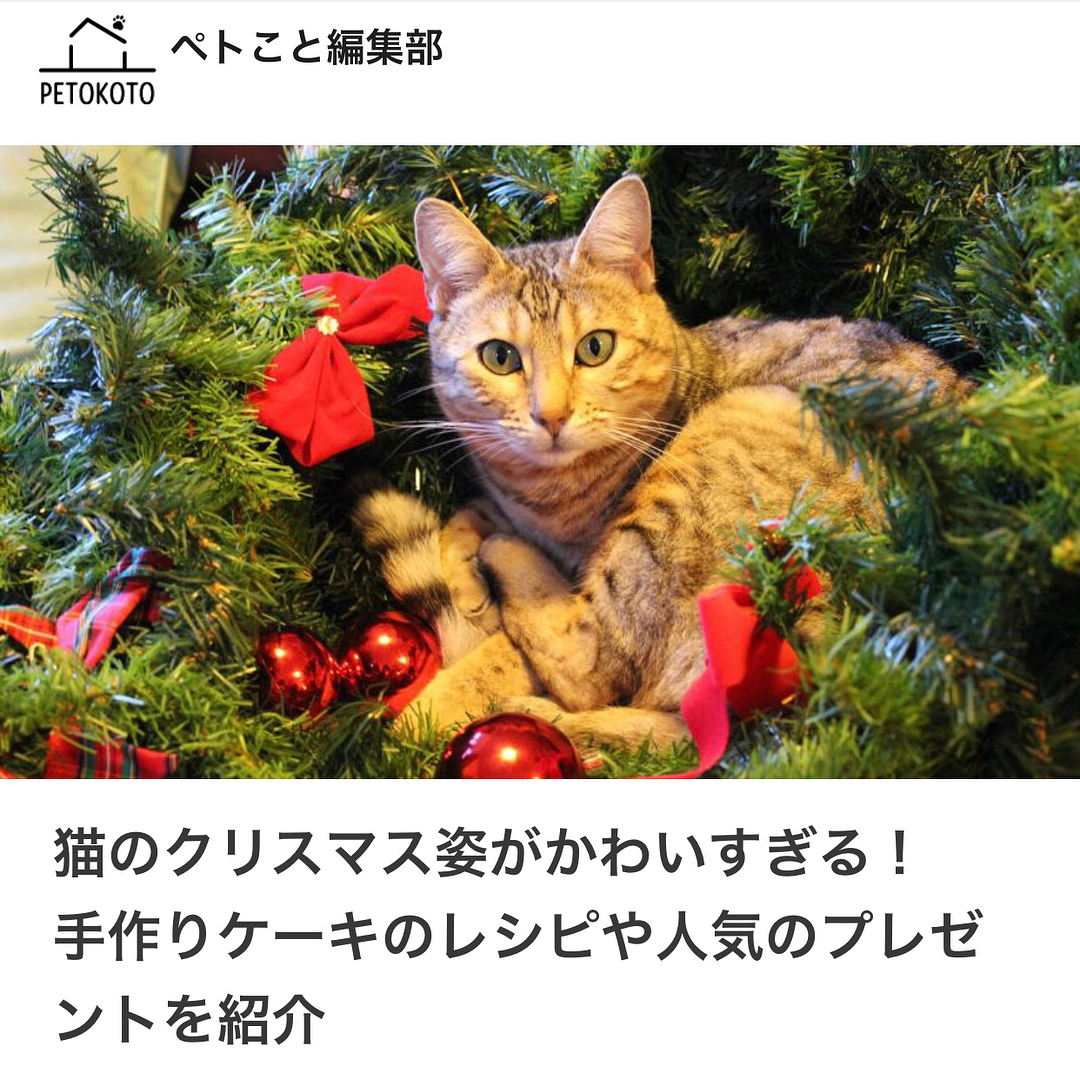 ペトこと編集部
PETOKOTO
猫のクリスマス姿がかわいすぎる！
手作りケーキのレシピや人気のプレゼ
ントを紹介